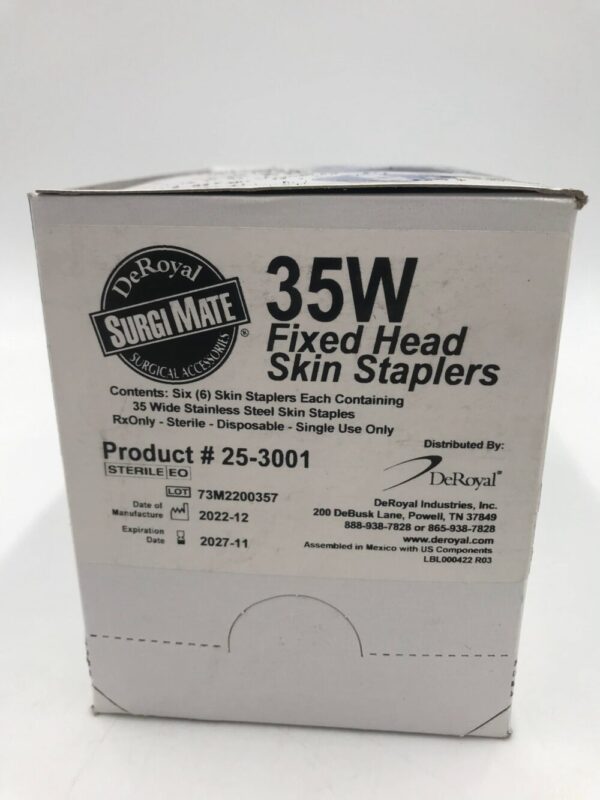 DeRoyal
SURGI MATE®
SURGICAL ACCESSORIES
35W
Fixed Head
Skin Staplers
Contents: Six (6) Skin Staplers Each Containing
35 Wide Stainless Steel Skin Staples
RxOnly - Sterile - Disposable - Single Use Only
Product # 25-3001
STERILE EO
LOT 73M2200357
Date of
Manufacture 2022-12
Expiration
Date 2027-11
Distributed By:
DeRoyal®
DeRoyal Industries, Inc.
200 DeBusk Lane, Powell, TN 37849
888-938-7828 or 865-938-7828
www.deroyal.com
Assembled in Mexico with US Components
LBL000422 R03